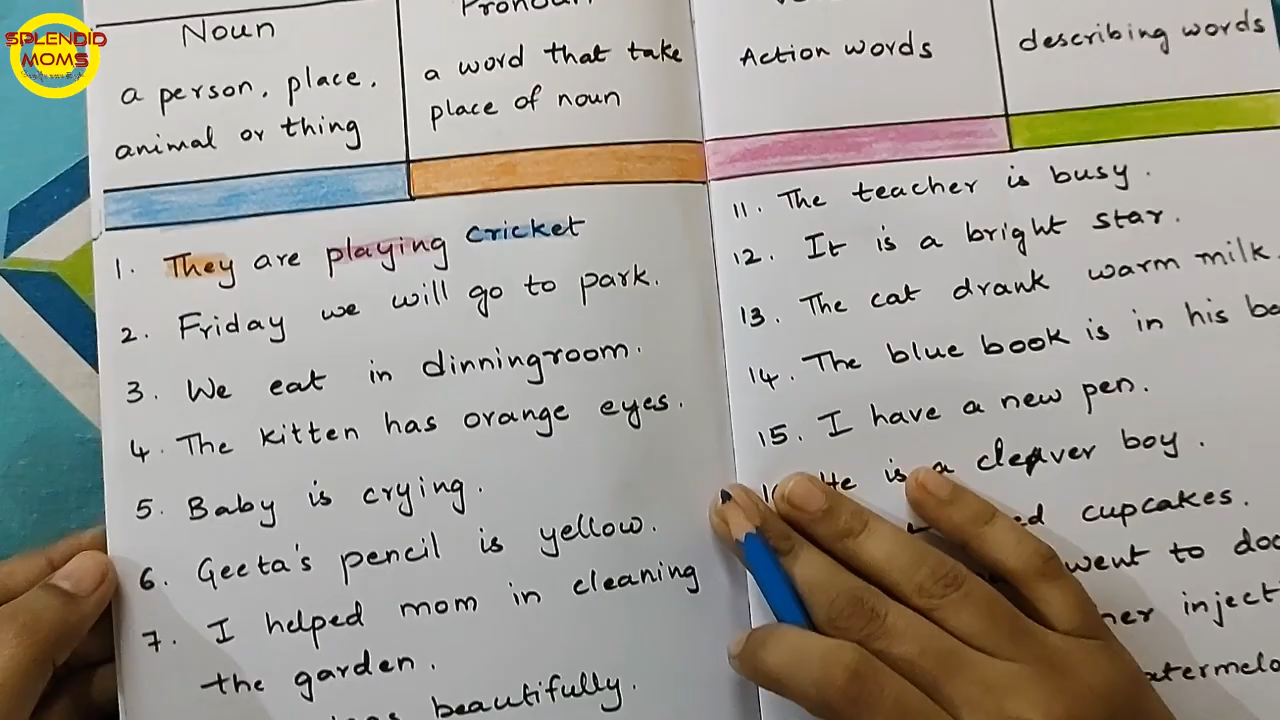 SPLENDID
MOMS
Noun
a person, place,
animal or thing
Pronoun
a word that take
place of noun
Action words
describing words
1. They are playing cricket
2. Friday we will go to park.
3. We eat in dinningroom.
4. The kitten has orange eyes.
5. Baby is crying.
6. Geeta's pencil is yellow.
7. I helped mom in cleaning
the garden.
beautifully.
11. The teacher is busy.
12. It is a bright star.
13. The cat drank warm milk.
14. The blue book is in his
15. I have a new pen.
He is a cleaver boy.
cupcakes.
went to